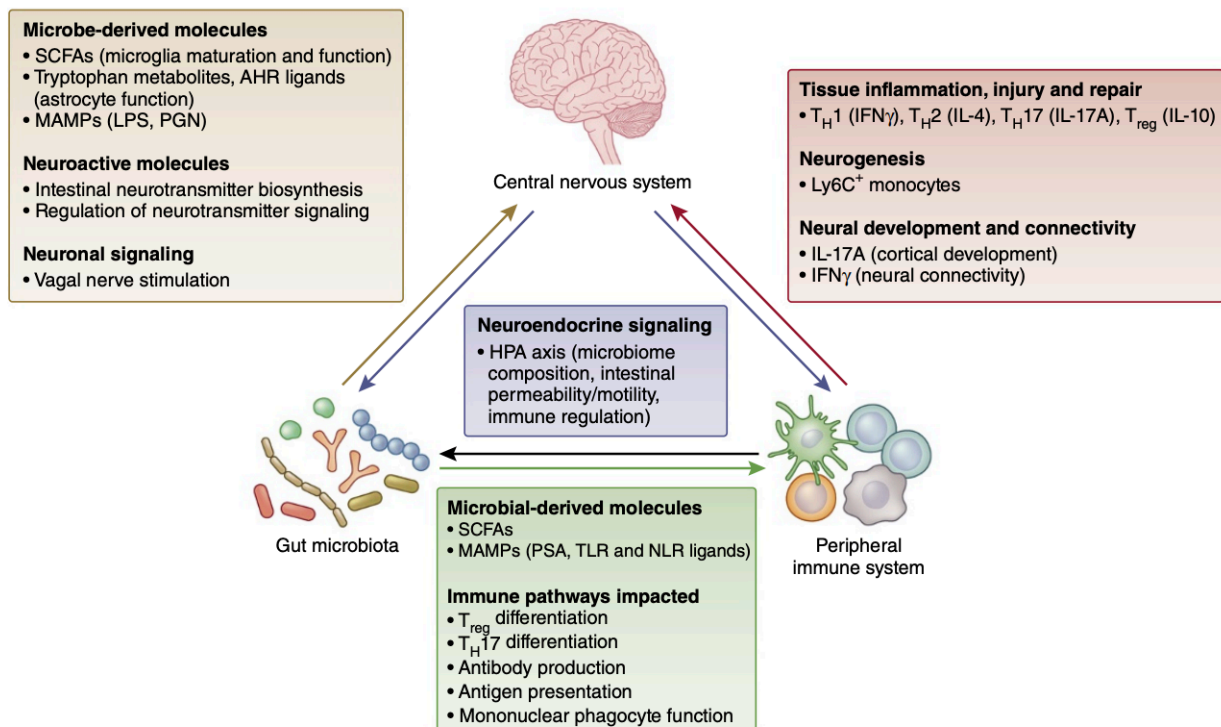 Microbe-derived molecules
• SCFAs (microglia maturation and function)
• Tryptophan metabolites, AHR ligands
(astrocyte function)
• MAMPs (LPS, PGN)
Neuroactive molecules
• Intestinal neurotransmitter biosynthesis
• Regulation of neurotransmitter signaling
Neuronal signaling
• Vagal nerve stimulation
Central nervous system
Tissue inflammation, injury and repair
• TH1 (IFNγ), TH2 (IL-4), TH17 (IL-17A), Treg (IL-10)
Neurogenesis
• Ly6C+ monocytes
Neural development and connectivity
• IL-17A (cortical development)
• IFNγ (neural connectivity)
Neuroendocrine signaling
• HPA axis (microbiome
composition, intestinal
permeability/motility,
immune regulation)
Gut microbiota
Peripheral
immune system
Microbial-derived molecules
• SCFAs
• MAMPs (PSA, TLR and NLR ligands)
Immune pathways impacted
• Treg differentiation
• TH17 differentiation
• Antibody production
• Antigen presentation
• Mononuclear phagocyte function